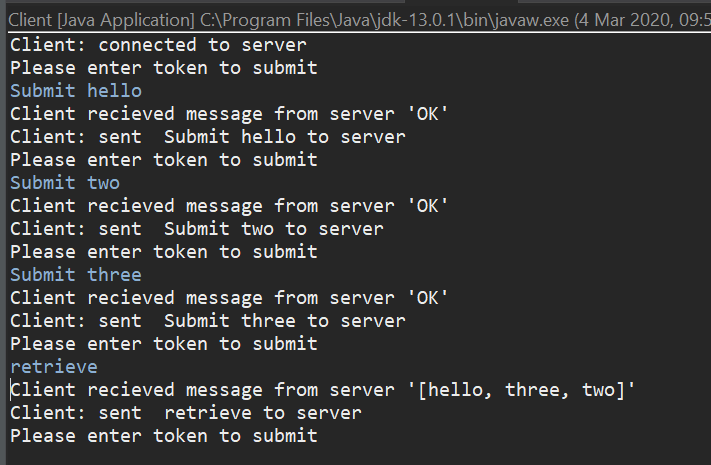 Client [Java Application] C:\Program Files\Java\jdk-13.0.1\bin\javaw.exe (4 Mar 2020, 09:5
Client: connected to server
Please enter token to submit
Submit hello
Client recieved message from server 'OK'
Client: sent  Submit hello to server
Please enter token to submit
Submit two
Client recieved message from server 'OK'
Client: sent  Submit two to server
Please enter token to submit
Submit three
Client recieved message from server 'OK'
Client: sent  Submit three to server
Please enter token to submit
retrieve
Client recieved message from server '[hello, three, two]'
Client: sent  retrieve to server
Please enter token to submit